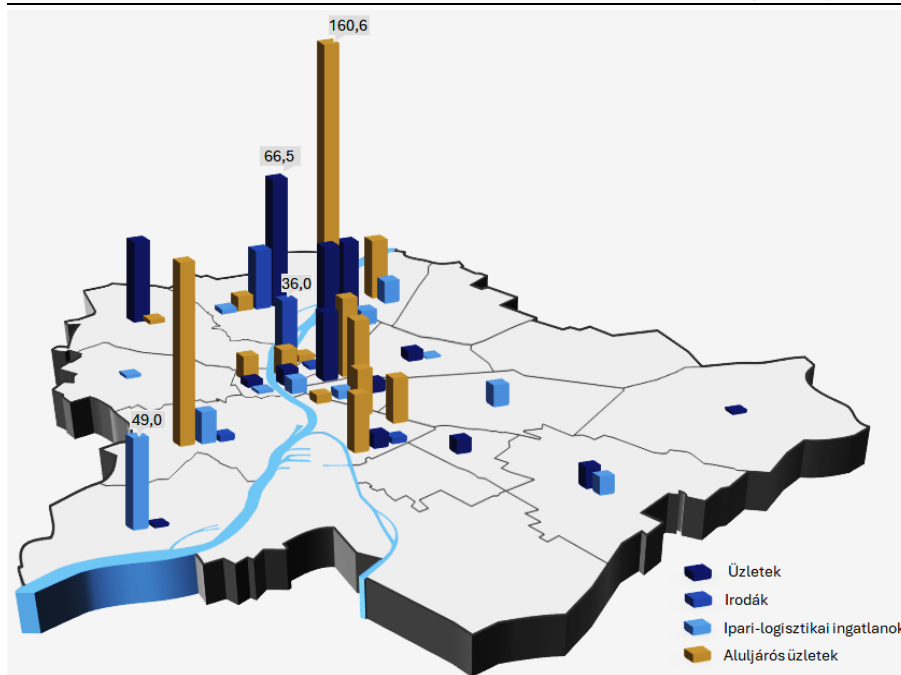 160,6
66,5
36,0
49,0
Üzletek
Irodák
Ipari-logisztikai ingatlanok
Aluljárós üzletek